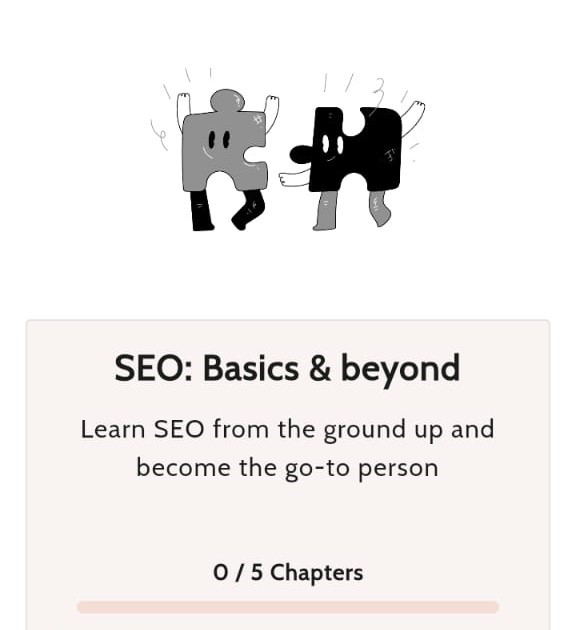 SEO: Basics & beyond
Learn SEO from the ground up and
become the go-to person
0 / 5 Chapters